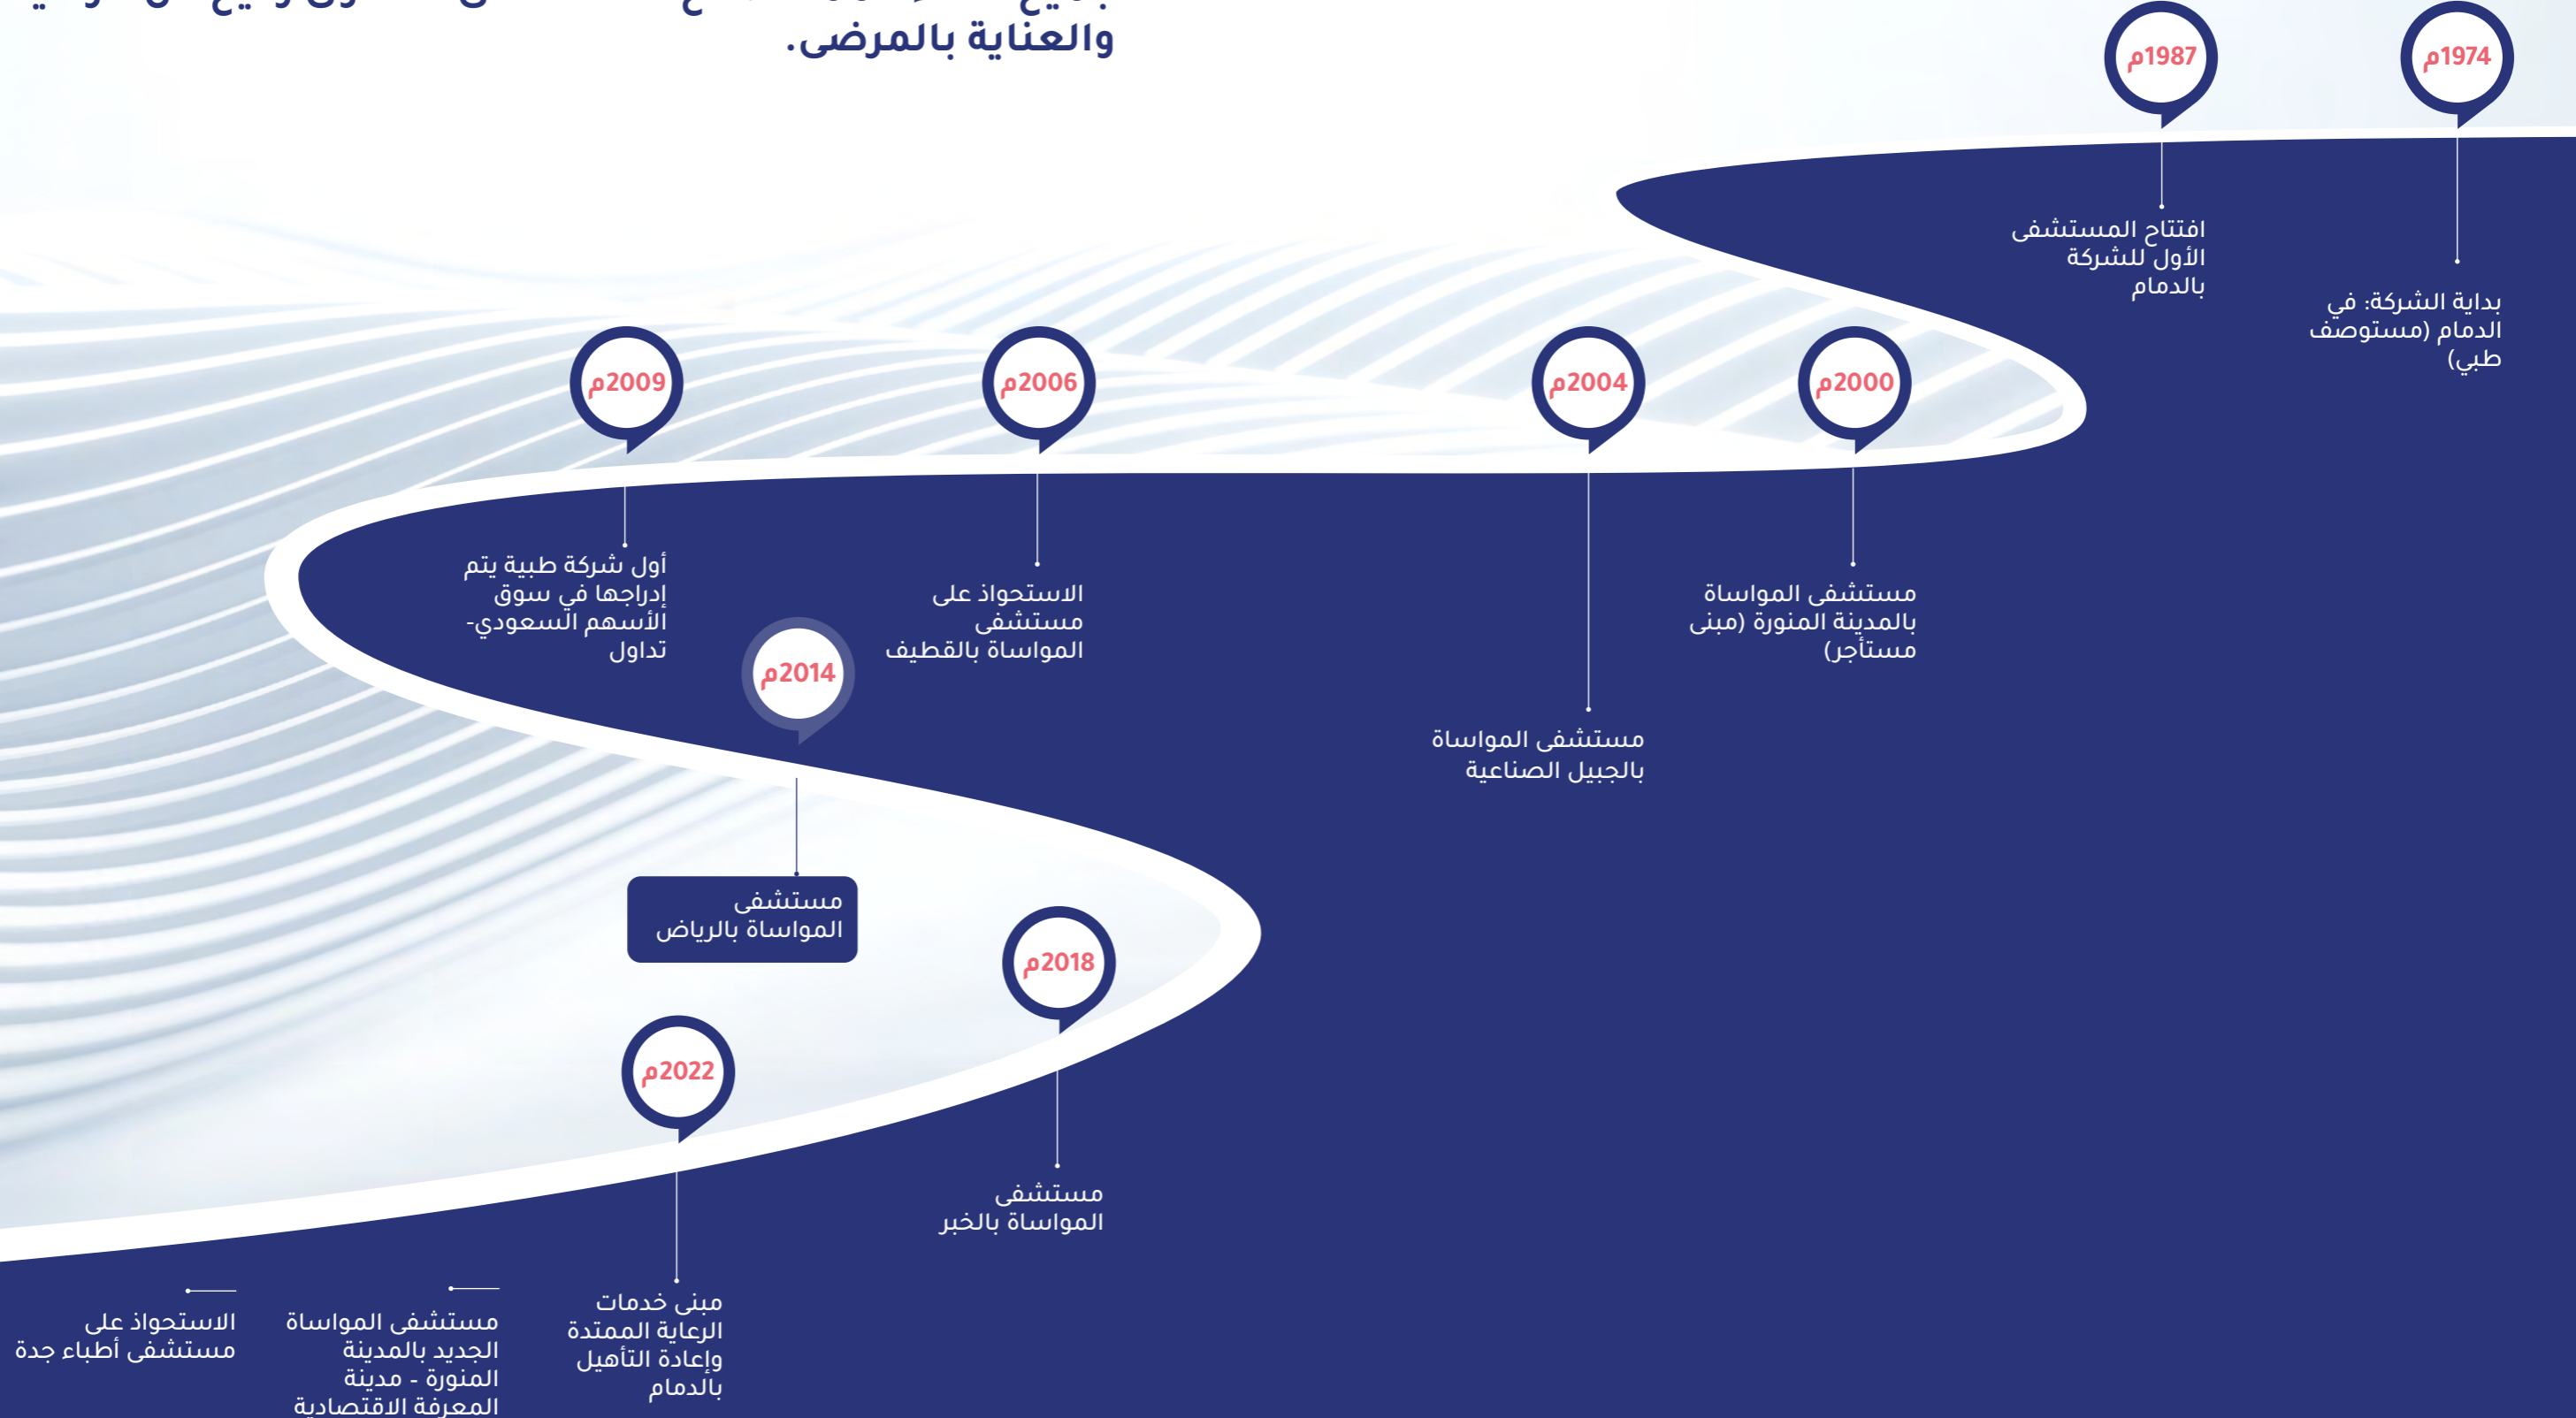 والعناية بالمرضى.
1974م
بداية الشركة: في
الدمام (مستوصف
طبي)
1987م
افتتاح المستشفى
الأول للشركة
بالدمام
2000م
مستشفى المواساة
بالمدينة المنورة (مبنى
مستأجر)
2004م
مستشفى المواساة
بالجبيل الصناعية
2006م
الاستحواذ على
مستشفى
المواساة بالقطيف
2009م
أول شركة طبية يتم
إدراجها في سوق
الأسهم السعودي-
تداول
2014م
مستشفى
المواساة بالرياض
2018م
مستشفى
المواساة بالخبر
2022م
مبنى خدمات
الرعاية الممتدة
وإعادة التأهيل
بالدمام
مستشفى المواساة
الجديد بالمدينة
المنورة - مدينة
المعرفة الاقتصادية
الاستحواذ على
مستشفى أطباء جدة